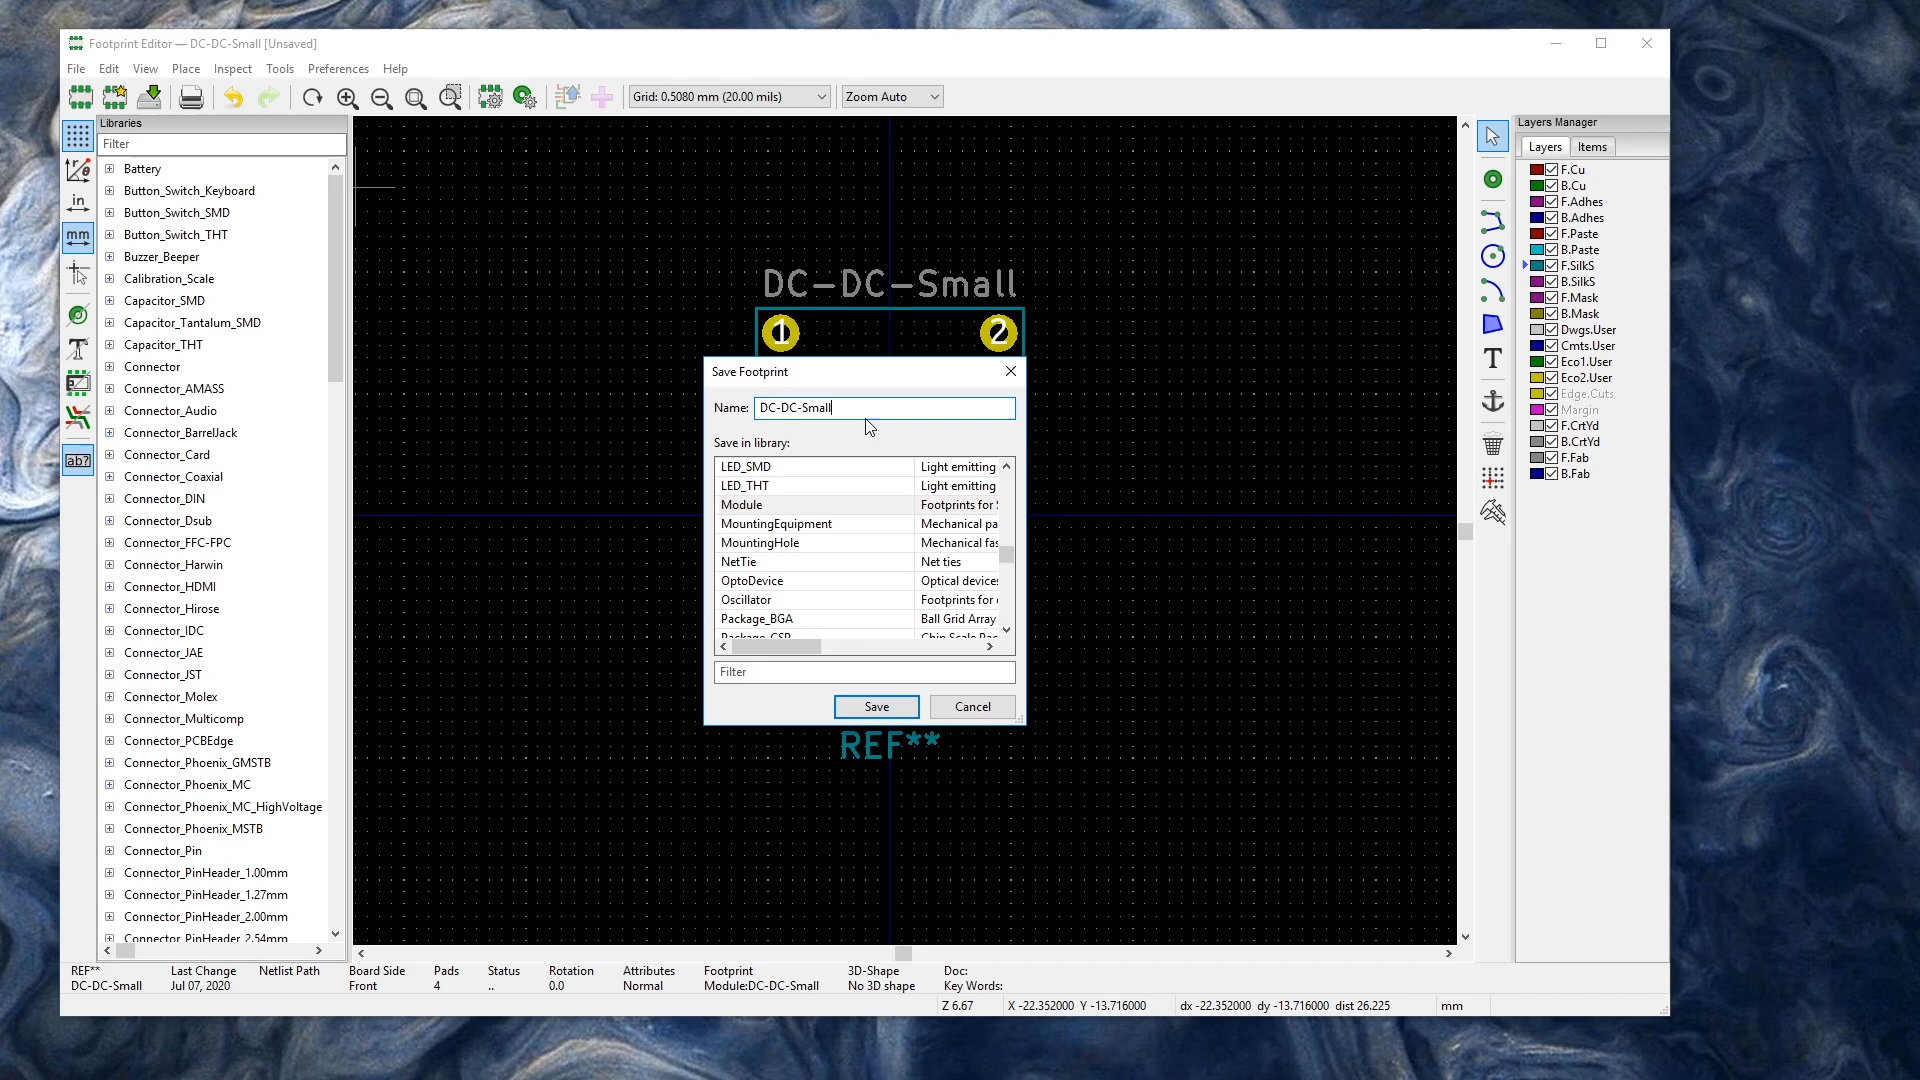 Footprint Editor — DC-DC-Small [Unsaved]
File Edit View Place Inspect Tools Preferences Help
Grid: 0.5080 mm (20.00 mils) Zoom Auto
Libraries
Filter
Battery
Button_Switch_Keyboard
Button_Switch_SMD
Button_Switch_THT
Buzzer_Beeper
Calibration_Scale
Capacitor_SMD
Capacitor_Tantalum_SMD
Capacitor_THT
Connector
Connector_AMASS
Connector_Audio
Connector_BarrelJack
Connector_Card
Connector_Coaxial
Connector_DIN
Connector_Dsub
Connector_FFC-FPC
Connector_Harwin
Connector_HDMI
Connector_Hirose
Connector_IDC
Connector_JAE
Connector_JST
Connector_Molex
Connector_Multicomp
Connector_PCBEdge
Connector_Phoenix_GMSTB
Connector_Phoenix_MC
Connector_Phoenix_MC_HighVoltage
Connector_Phoenix_MSTB
Connector_Pin
Connector_PinHeader_1.00mm
Connector_PinHeader_1.27mm
Connector_PinHeader_2.00mm
Connector_PinHeader_2.54mm
in
mm
ab?
DC-DC-Small
1 2
Save Footprint
Name: DC-DC-Small
Save in library:
LED_SMD Light emitting
LED_THT Light emitting
Module Footprints for
MountingEquipment Mechanical pa
MountingHole Mechanical fas
NetTie Net ties
OptoDevice Optical devices
Oscillator Footprints for
Package_BGA Ball Grid Array
Package_CSP Chip Scale Pac
Filter
Save Cancel
REF**
T
Layers Manager
Layers Items
F.Cu
B.Cu
F.Adhes
B.Adhes
F.Paste
B.Paste
F.SilkS
B.SilkS
F.Mask
B.Mask
Dwgs.User
Cmts.User
Eco1.User
Eco2.User
Edge.Cuts
Margin
F.CrtYd
B.CrtYd
F.Fab
B.Fab
REF** Last Change Netlist Path Board Side Pads Status Rotation Attributes Footprint 3D-Shape Doc:
DC-DC-Small Jul 07, 2020 Front 4 .. 0.0 Normal Module:DC-DC-Small No 3D shape Key Words:
Z 6.67 X -22.352000 Y -13.716000 dx -22.352000 dy -13.716000 dist 26.225 mm